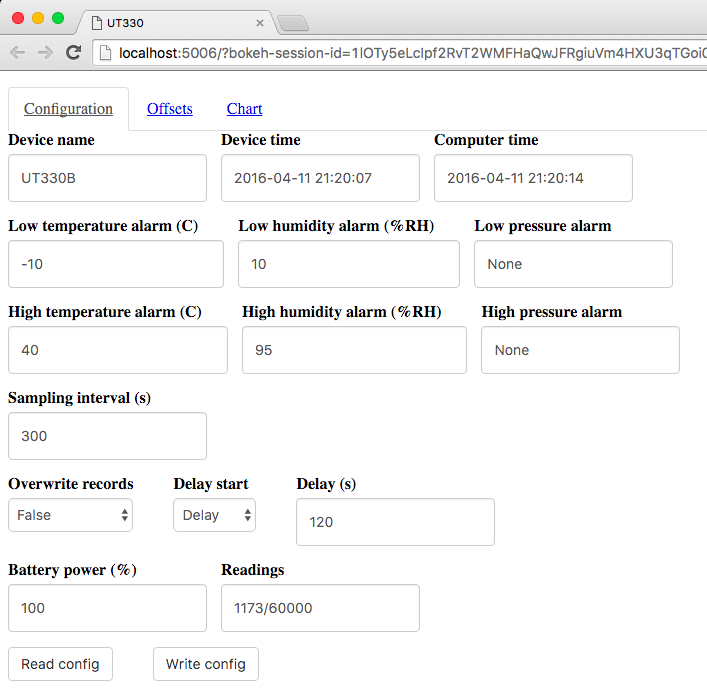 UT330
localhost:5006/?bokeh-session-id=1lOTy5eLcIpf2RvT2WMFHaQwJFRgiuVm4HXU3qTGoi
Configuration Offsets Chart
Device name Device time Computer time
UT330B 2016-04-11 21:20:07 2016-04-11 21:20:14
Low temperature alarm (C) Low humidity alarm (%RH) Low pressure alarm
-10 10 None
High temperature alarm (C) High humidity alarm (%RH) High pressure alarm
40 95 None
Sampling interval (s)
300
Overwrite records Delay start Delay (s)
False Delay 120
Battery power (%) Readings
100 1173/60000
Read config Write config